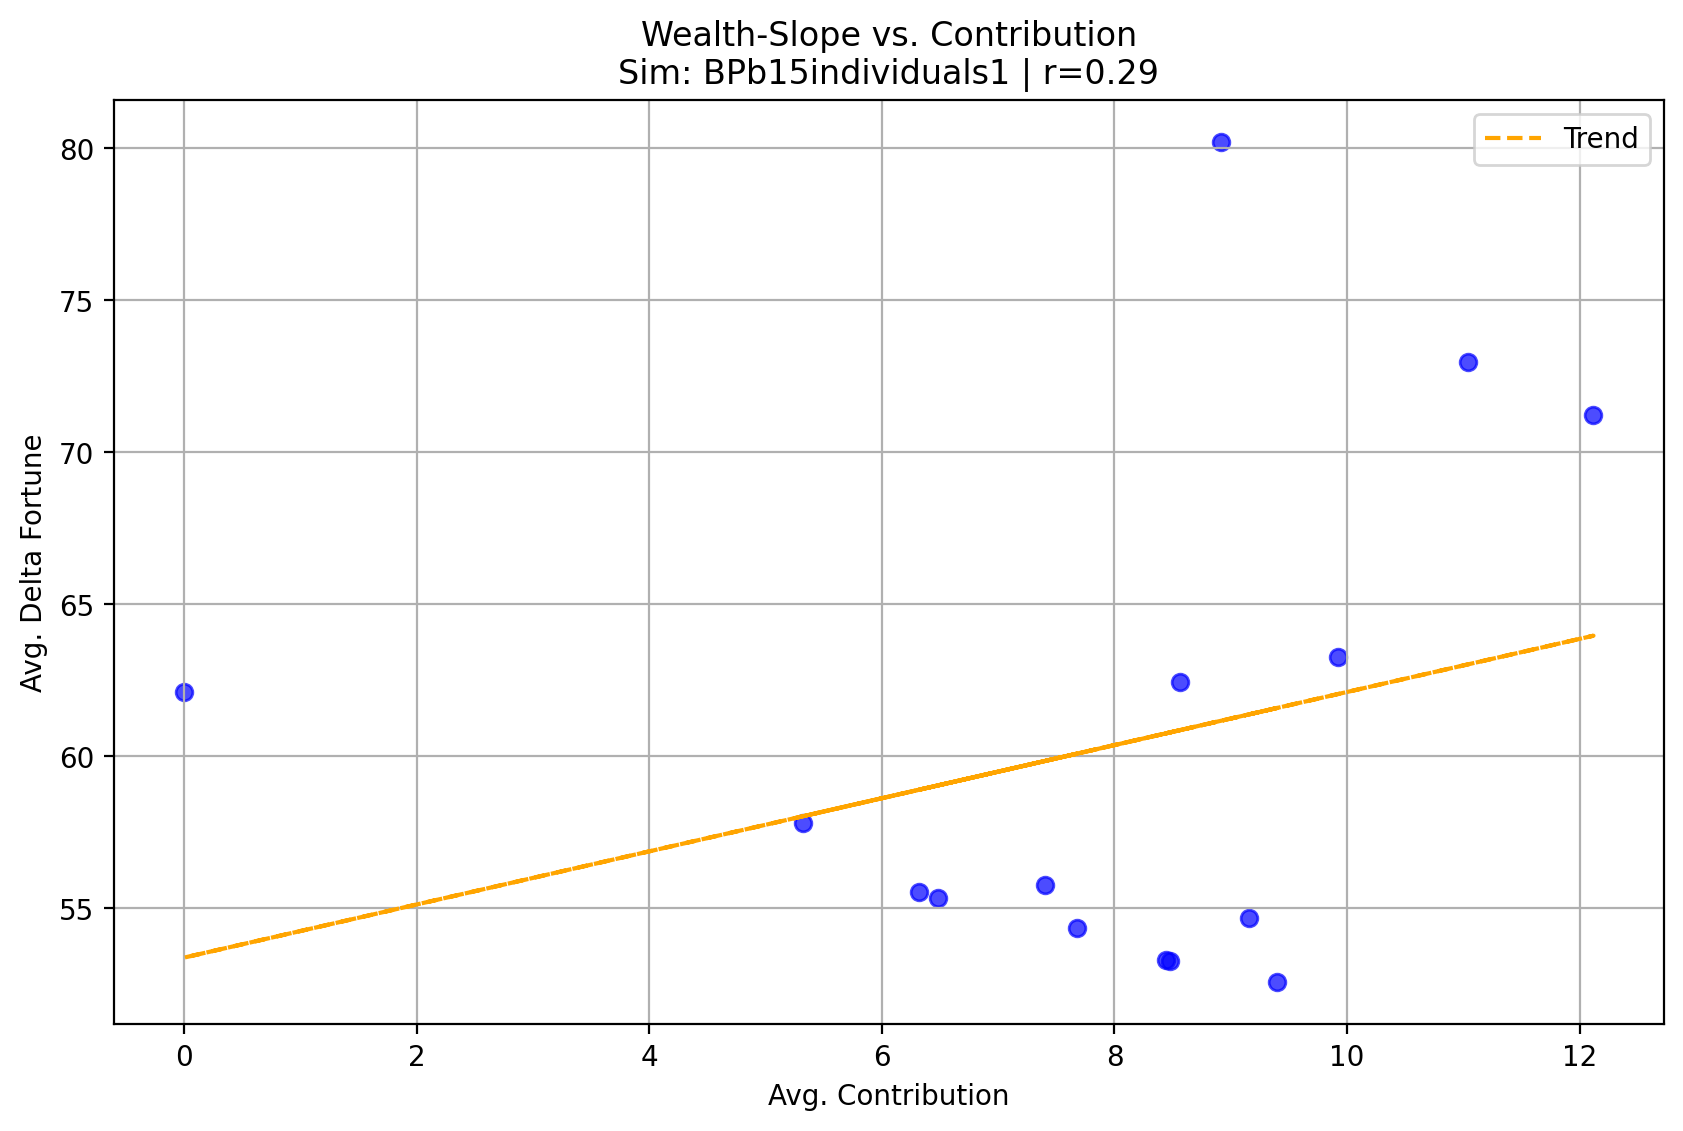 Wealth-Slope vs. Contribution
Sim: BPb15individuals1 | r=0.29
Trend
Avg. Delta Fortune
80
75
70
65
60
55
0 2 4 6 8 10 12
Avg. Contribution